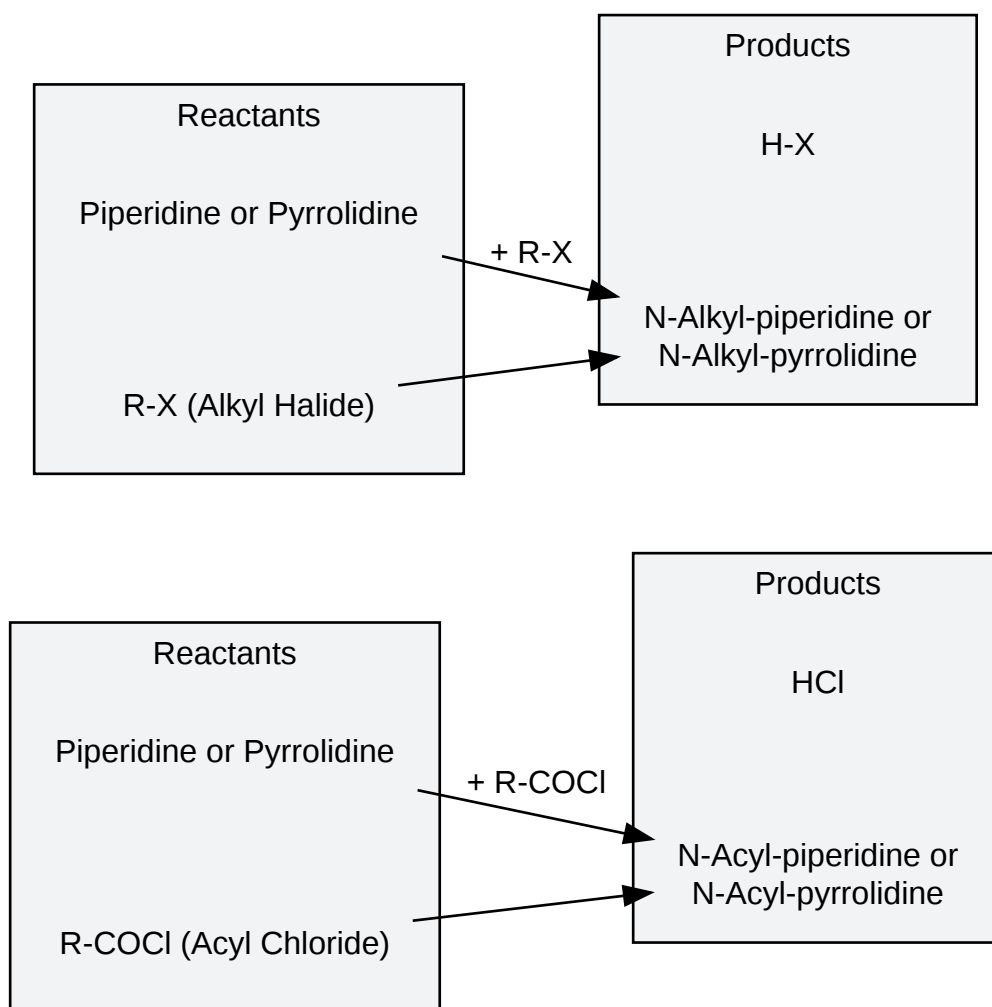 Reactants
Piperidine or Pyrrolidine
R-X (Alkyl Halide)
+ R-X
Products
H-X
N-Alkyl-piperidine or
N-Alkyl-pyrrolidine
Reactants
Piperidine or Pyrrolidine
R-COCl (Acyl Chloride)
+ R-COCl
Products
HCl
N-Acyl-piperidine or
N-Acyl-pyrrolidine